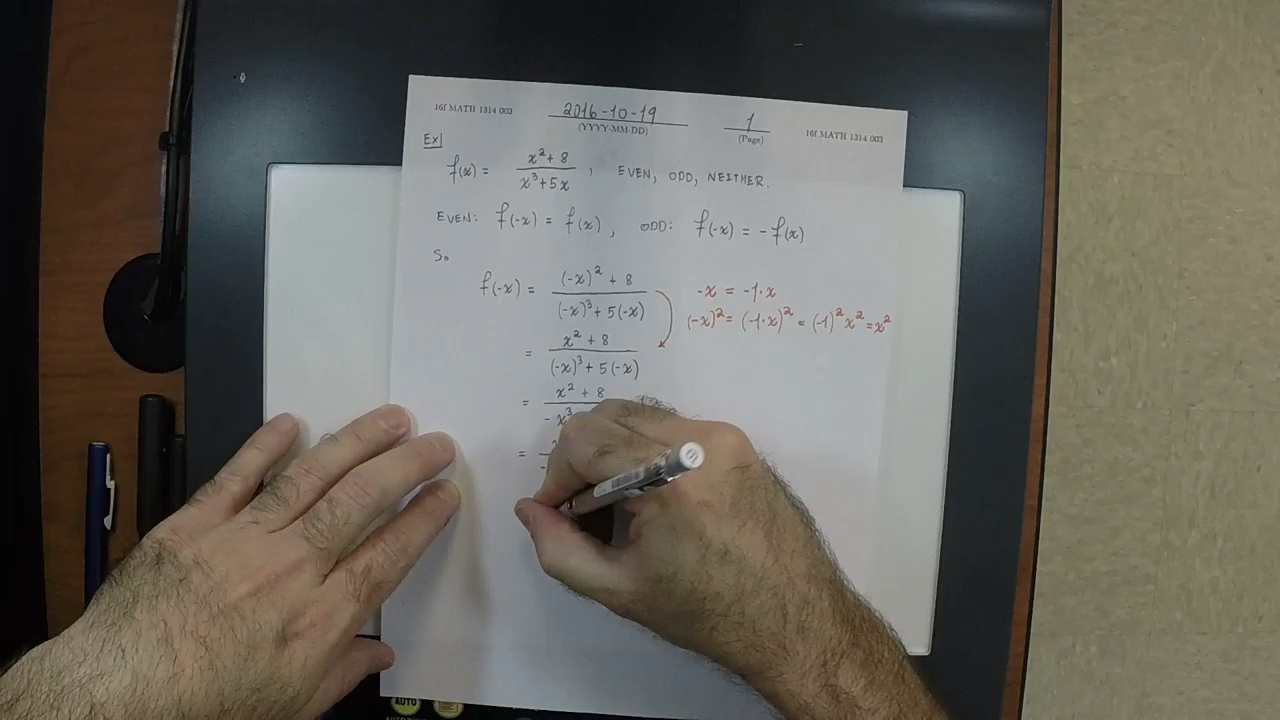 16f MATH 1314 003 2016-10-19 1 16f MATH 1314 003
(YYYY-MM-DD) (Page)
Ex|
f(x) = (x² + 8)/(x³ + 5x), EVEN, ODD, NEITHER.
EVEN: f(-x) = f(x), ODD: f(-x) = -f(x)
So
f(-x) = ((-x)² + 8)/((-x)³ + 5(-x))
-x = -1·x
(-x)² = (-1·x)² = (-1)²x² = x²
= (x² + 8)/((-x)³ + 5(-x))
= x² + 8
-x³
=
AUTO